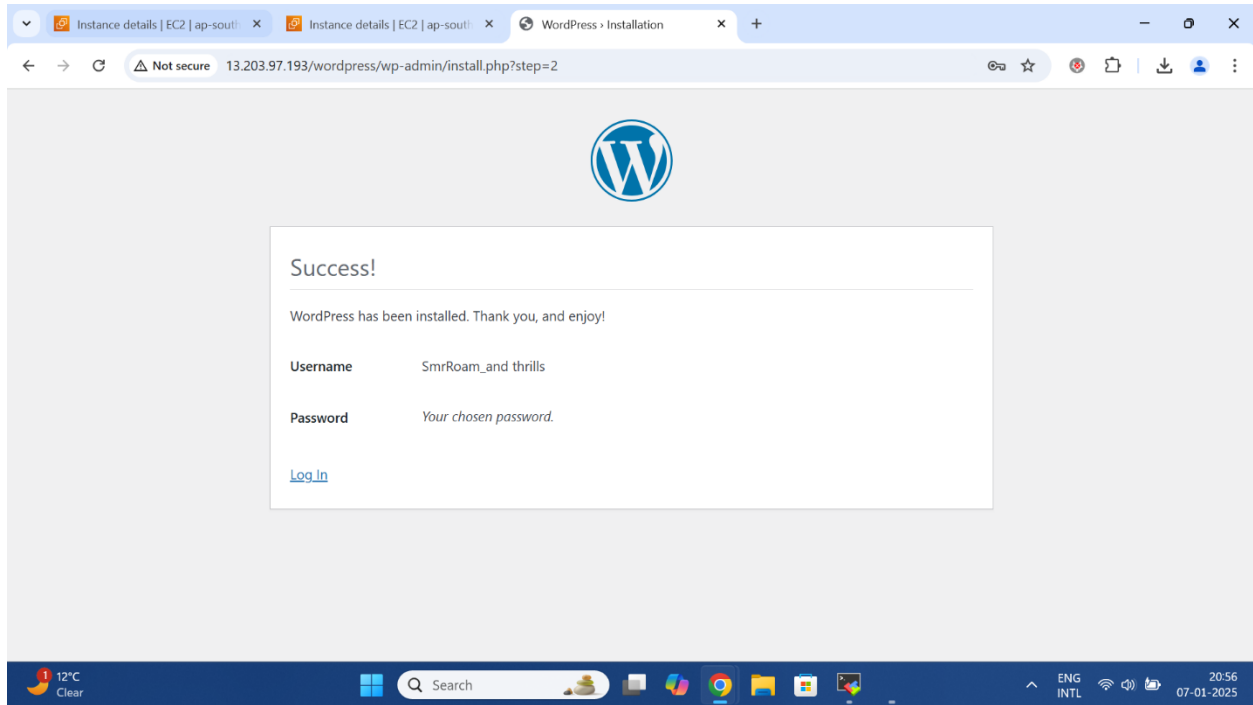 Instance details | EC2 | ap-south
Instance details | EC2 | ap-south
WordPress › Installation
Not secure
13.203.97.193/wordpress/wp-admin/install.php?step=2
Success!
WordPress has been installed. Thank you, and enjoy!
Username SmrRoam_and thrills
Password Your chosen password.
Log In
1
12°C
Clear
Search
ENG
INTL
20:56
07-01-2025